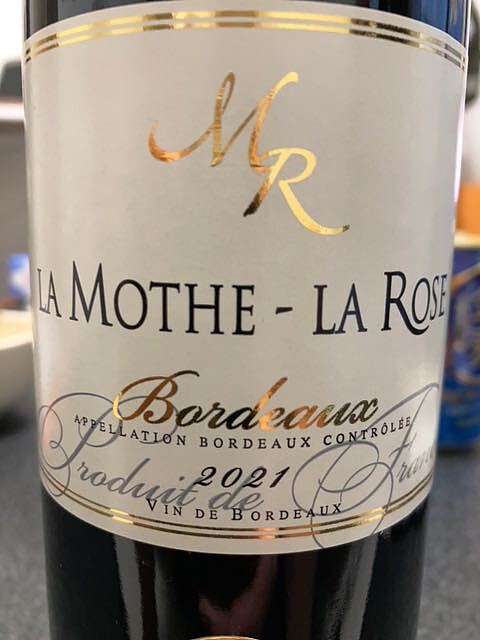 MR
LA MOTHE - LA ROSE
Bordeaux
APPELLATION BORDEAUX CONTRÔLÉE
2021
Produit de France
VIN DE BORDEAUX